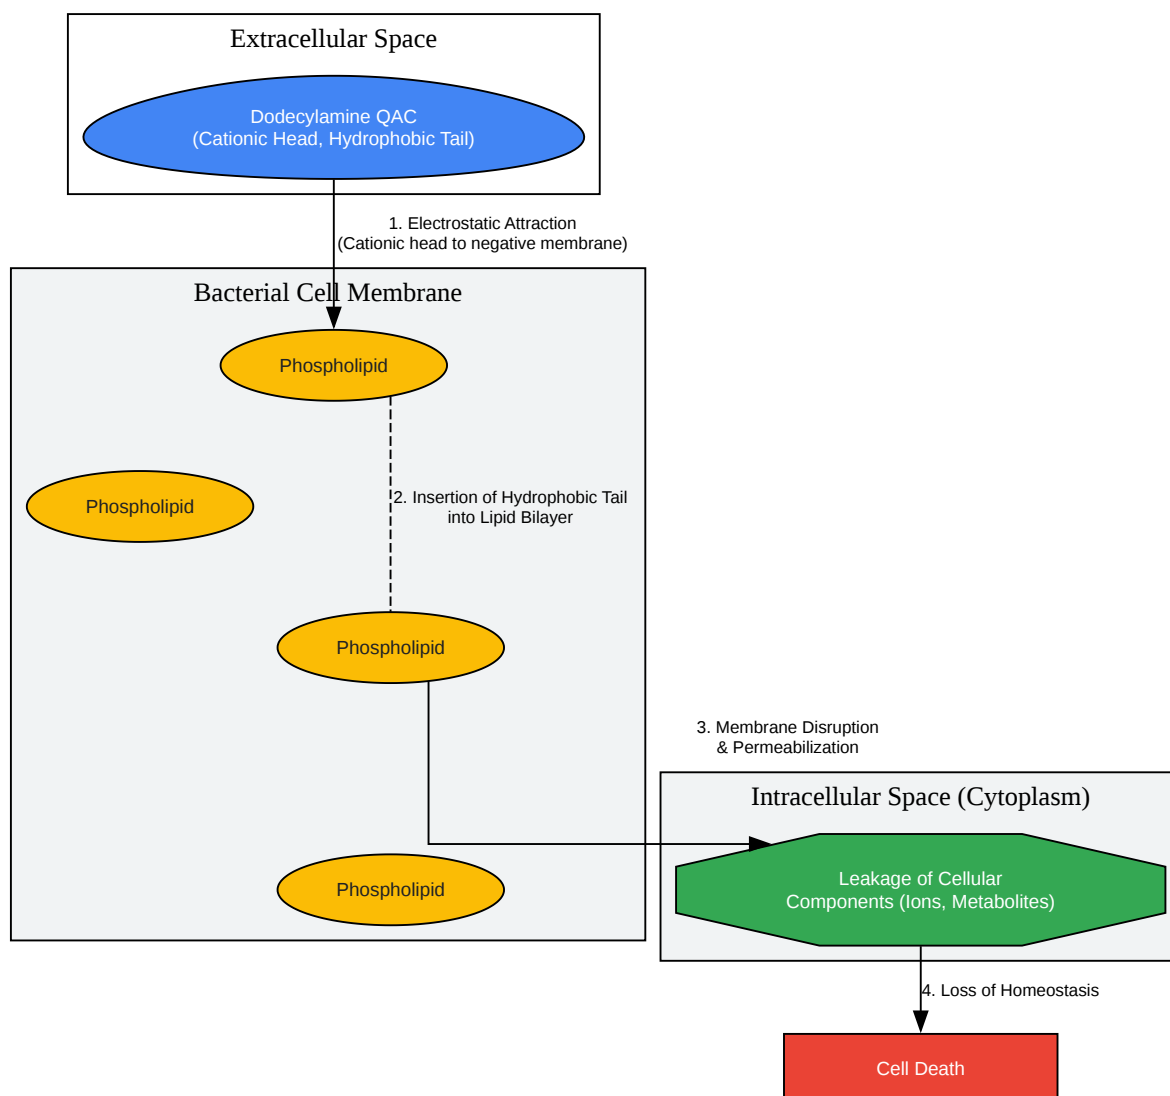 Extracellular Space
Dodecylamine QAC
(Cationic Head, Hydrophobic Tail)
1. Electrostatic Attraction
(Cationic head to negative membrane)
Bacterial Cell Membrane
Phospholipid
Phospholipid
2. Insertion of Hydrophobic Tail
into Lipid Bilayer
Phospholipid
3. Membrane Disruption
& Permeabilization
Intracellular Space (Cytoplasm)
Leakage of Cellular
Components (Ions, Metabolites)
Phospholipid
4. Loss of Homeostasis
Cell Death